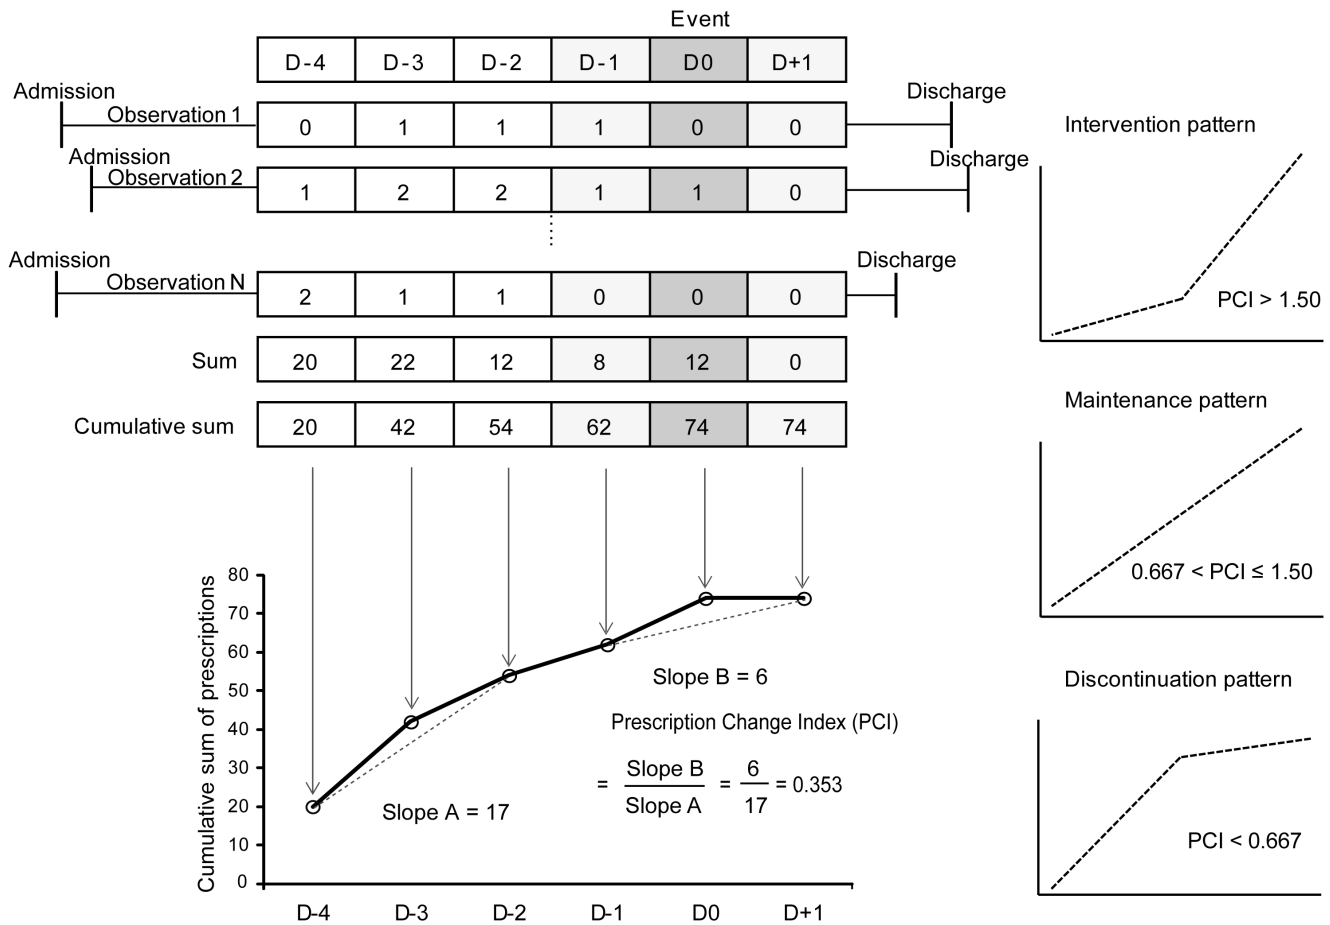 Event
D-4 D-3 D-2 D-1 D0 D+1
Admission
Discharge
Observation 1
0 1 1 1 0 0
Admission
Discharge
Observation 2
1 2 2 1 1 0
Admission
Discharge
Observation N
2 1 1 0 0 0
Sum 20 22 12 8 12 0
Cumulative sum 20 42 54 62 74 74
Cumulative sum of prescriptions
80
70
60
50
40
30
20
10
0
D-4 D-3 D-2 D-1 D0 D+1
Slope A = 17
Slope B = 6
Prescription Change Index (PCI)
= Slope B / Slope A = 6 / 17 = 0.353
Intervention pattern
PCI > 1.50
Maintenance pattern
0.667 < PCI ≤ 1.50
Discontinuation pattern
PCI < 0.667